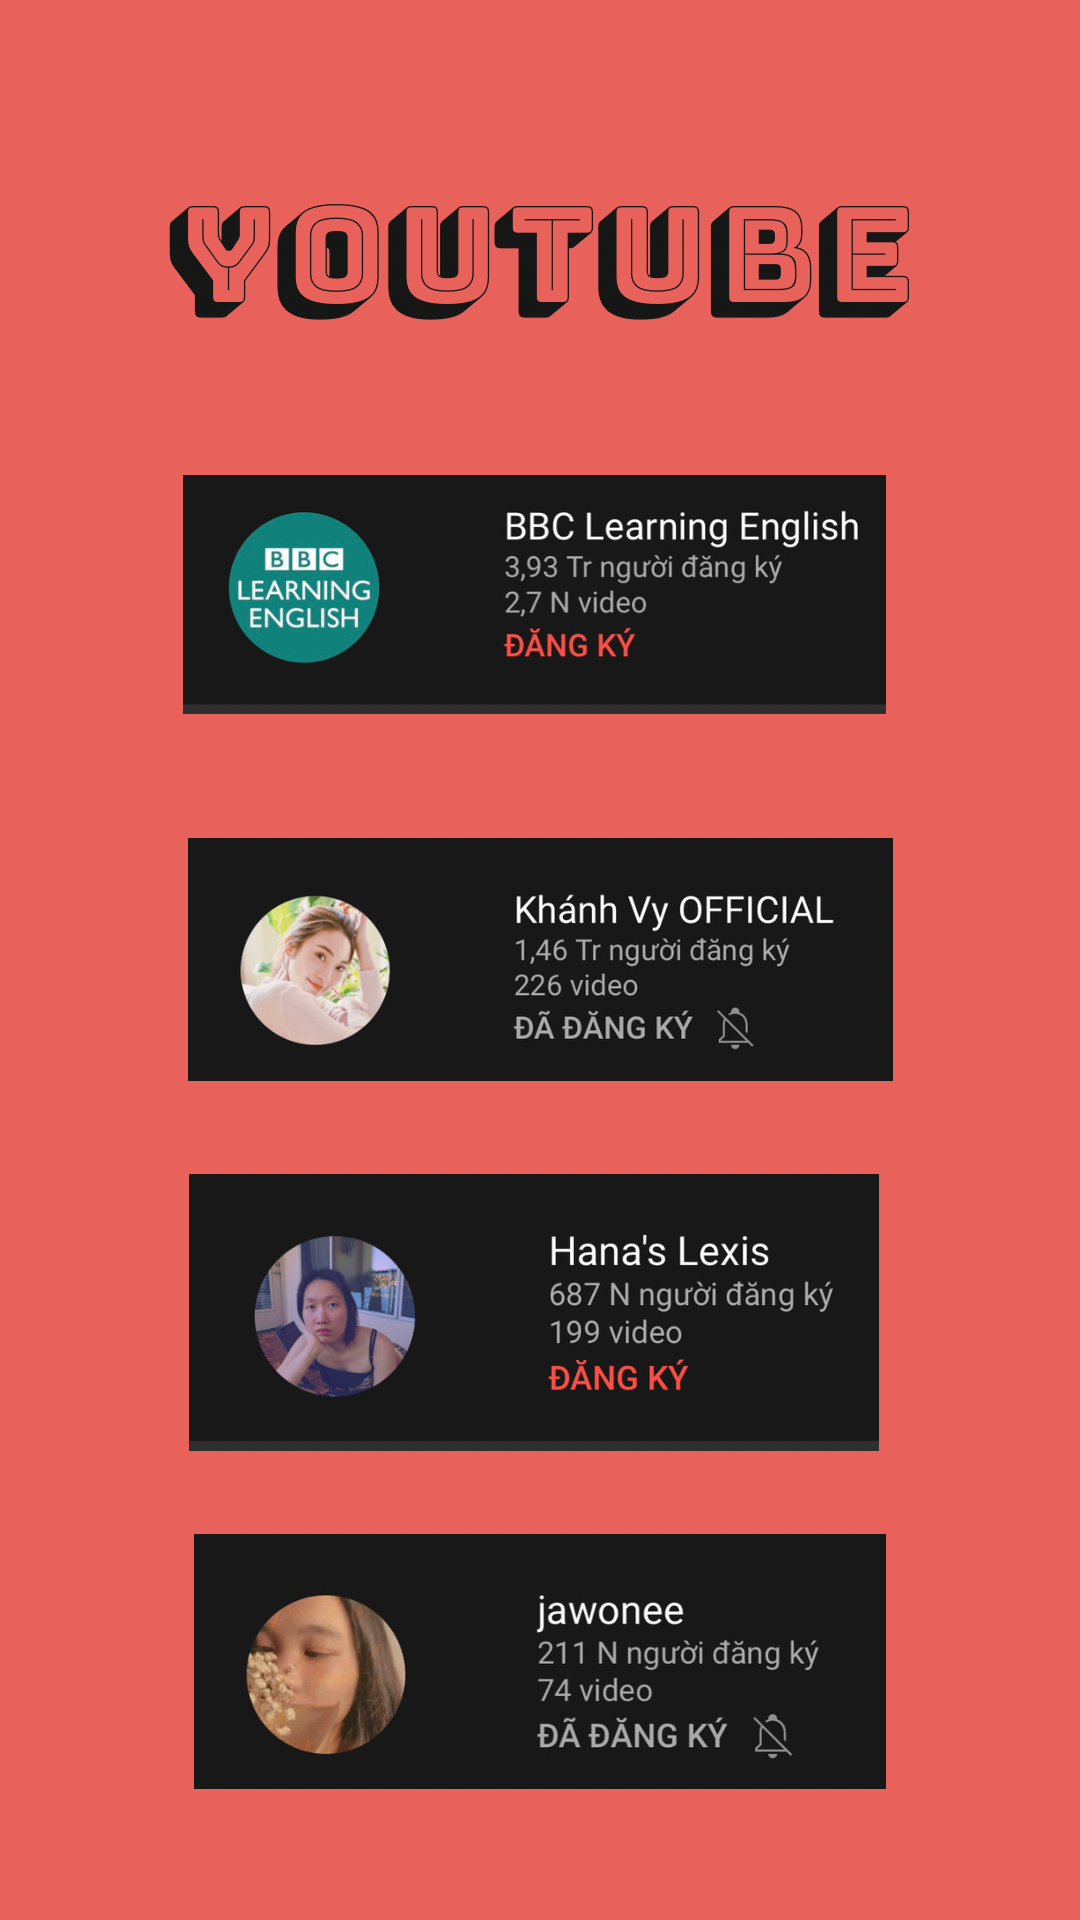 YOUTUBE
BBC
LEARNING
ENGLISH
BBC Learning English
3,93 Tr người đăng ký
2,7 N video
ĐĂNG KÝ
Khánh Vy OFFICIAL
1,46 Tr người đăng ký
226 video
ĐÃ ĐĂNG KÝ
Hana's Lexis
687 N người đăng ký
199 video
ĐĂNG KÝ
jawonee
211 N người đăng ký
74 video
ĐÃ ĐĂNG KÝ